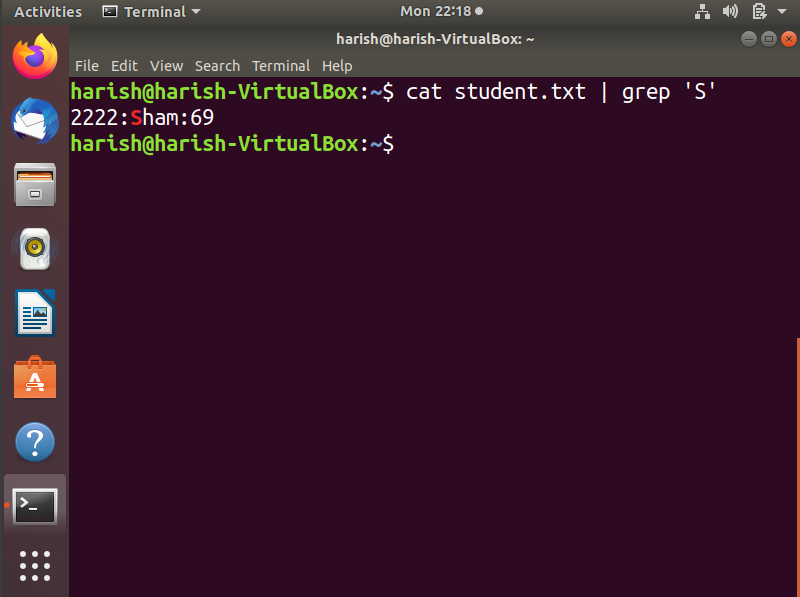 Activities Terminal Mon 22:18
harish@harish-VirtualBox: ~
File Edit View Search Terminal Help
harish@harish-VirtualBox:~$ cat student.txt | grep 'S'
2222:Sham:69
harish@harish-VirtualBox:~$